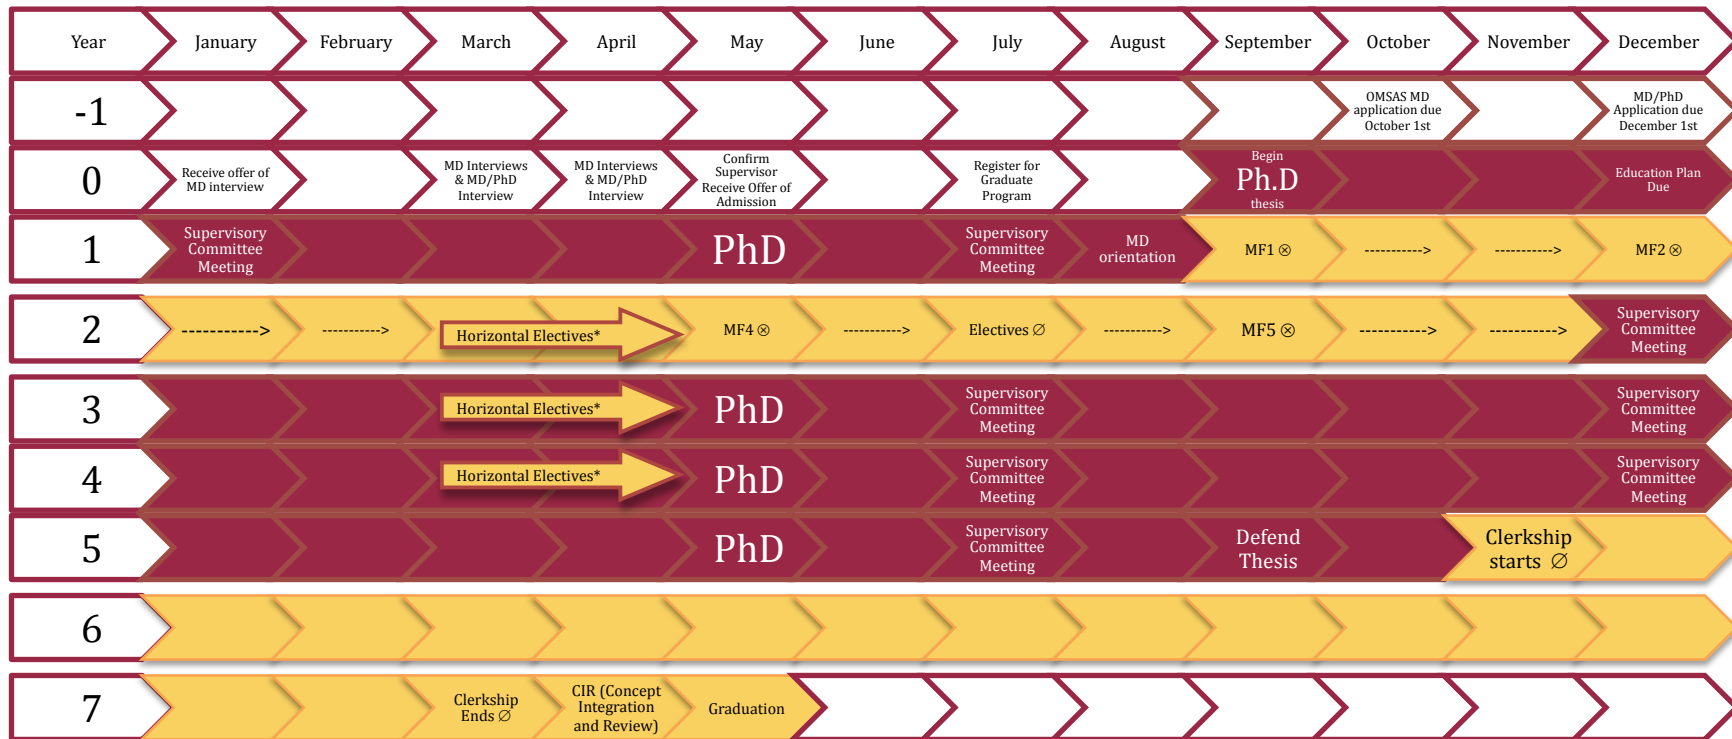 Year January February March April May June July August September October November December
-1
OMSAS MD
application due
October 1st
MD/PhD
Application due
December 1st
0
Receive offer of
MD interview
MD Interviews
& MD/PhD
Interview
MD Interviews
& MD/PhD
Interview
Confirm
Supervisor
Receive Offer of
Admission
Register for
Graduate
Program
Begin
Ph.D
thesis
Education Plan
Due
1
Supervisory
Committee
Meeting
PhD
Supervisory
Committee
Meeting
MD
orientation
MF1 ⊗
---------->
---------->
MF2 ⊗
2
---------->
---------->
Horizontal Electives*
MF4 ⊗
---------->
Electives ∅
---------->
MF5 ⊗
---------->
---------->
Supervisory
Committee
Meeting
3
Horizontal Electives*
PhD
Supervisory
Committee
Meeting
Supervisory
Committee
Meeting
4
Horizontal Electives*
PhD
Supervisory
Committee
Meeting
Supervisory
Committee
Meeting
5
PhD
Supervisory
Committee
Meeting
Defend
Thesis
Clerkship
starts ∅
6
7
Clerkship
Ends ∅
CIR (Concept
Integration
and Review)
Graduation